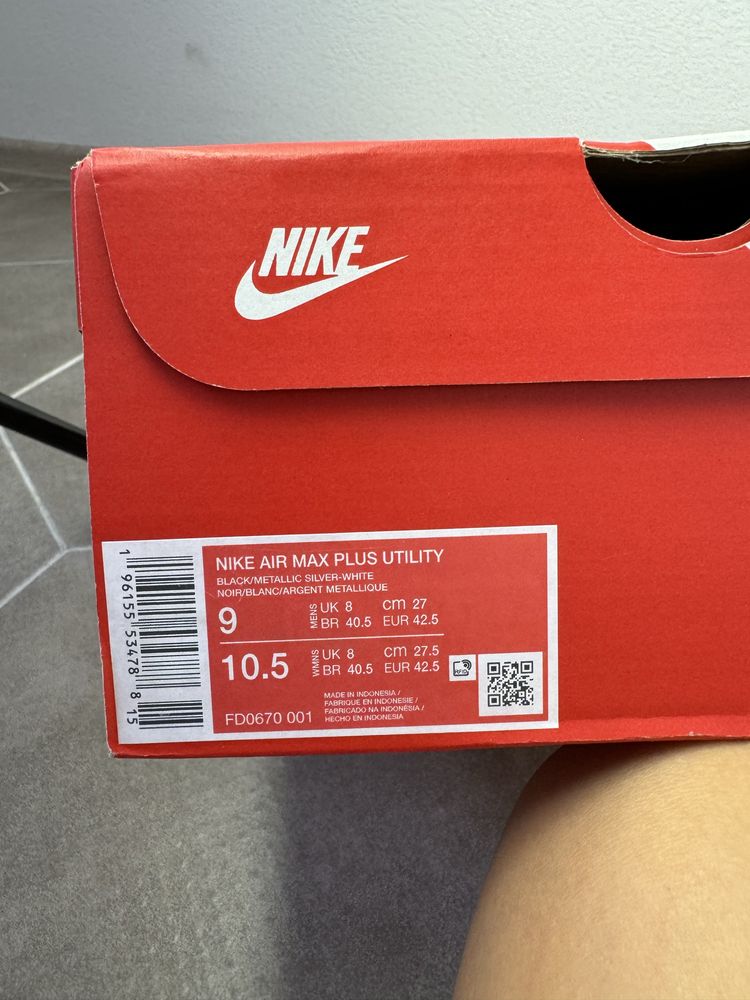 NIKE
NIKE AIR MAX PLUS UTILITY
BLACK/METALLIC SILVER-WHITE
NOIR/BLANC/ARGENT METALLIQUE
9
MENS
UK 8 cm 27
BR 40.5 EUR 42.5
10.5
WMNS
UK 8 cm 27.5
BR 40.5 EUR 42.5
RFID
FD0670 001
MADE IN INDONESIA /
FABRIQUE EN INDONESIE /
FABRICADO NA INDONÉSIA /
HECHO EN INDONESIA
1 96155 53478 8 15